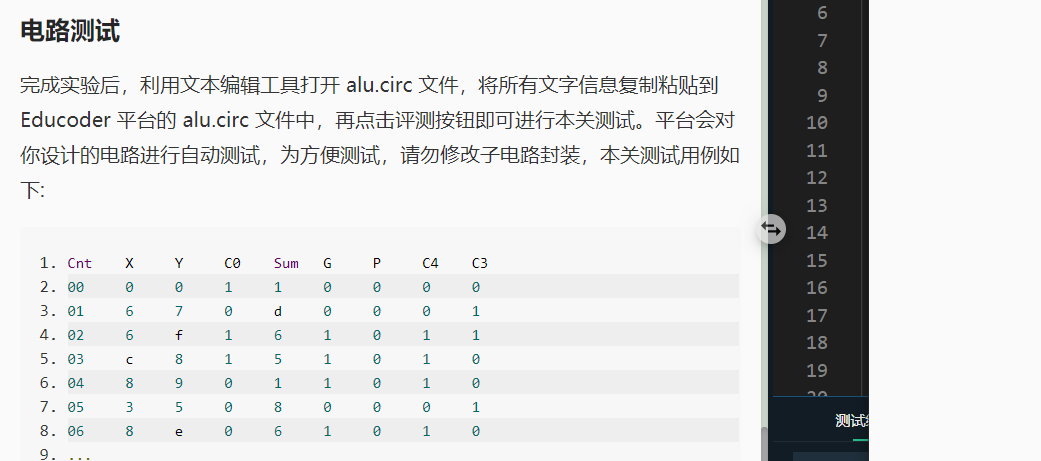 电路测试
完成实验后，利用文本编辑工具打开 alu.circ 文件，将所有文字信息复制粘贴到
Educoder 平台的 alu.circ 文件中，再点击评测按钮即可进行本关测试。平台会对
你设计的电路进行自动测试，为方便测试，请勿修改子电路封装，本关测试用例如
下:
1. Cnt X Y C0 Sum G P C4 C3
2. 00 0 0 1 1 0 0 0 0
3. 01 6 7 0 d 0 0 0 1
4. 02 6 f 1 6 1 0 1 1
5. 03 c 8 1 5 1 0 1 0
6. 04 8 9 0 1 1 0 1 0
7. 05 3 5 0 8 0 0 0 1
8. 06 8 e 0 6 1 0 1 0
9. ...
6
7
8
9
10
11
12
13
14
15
16
17
18
19
20
测试